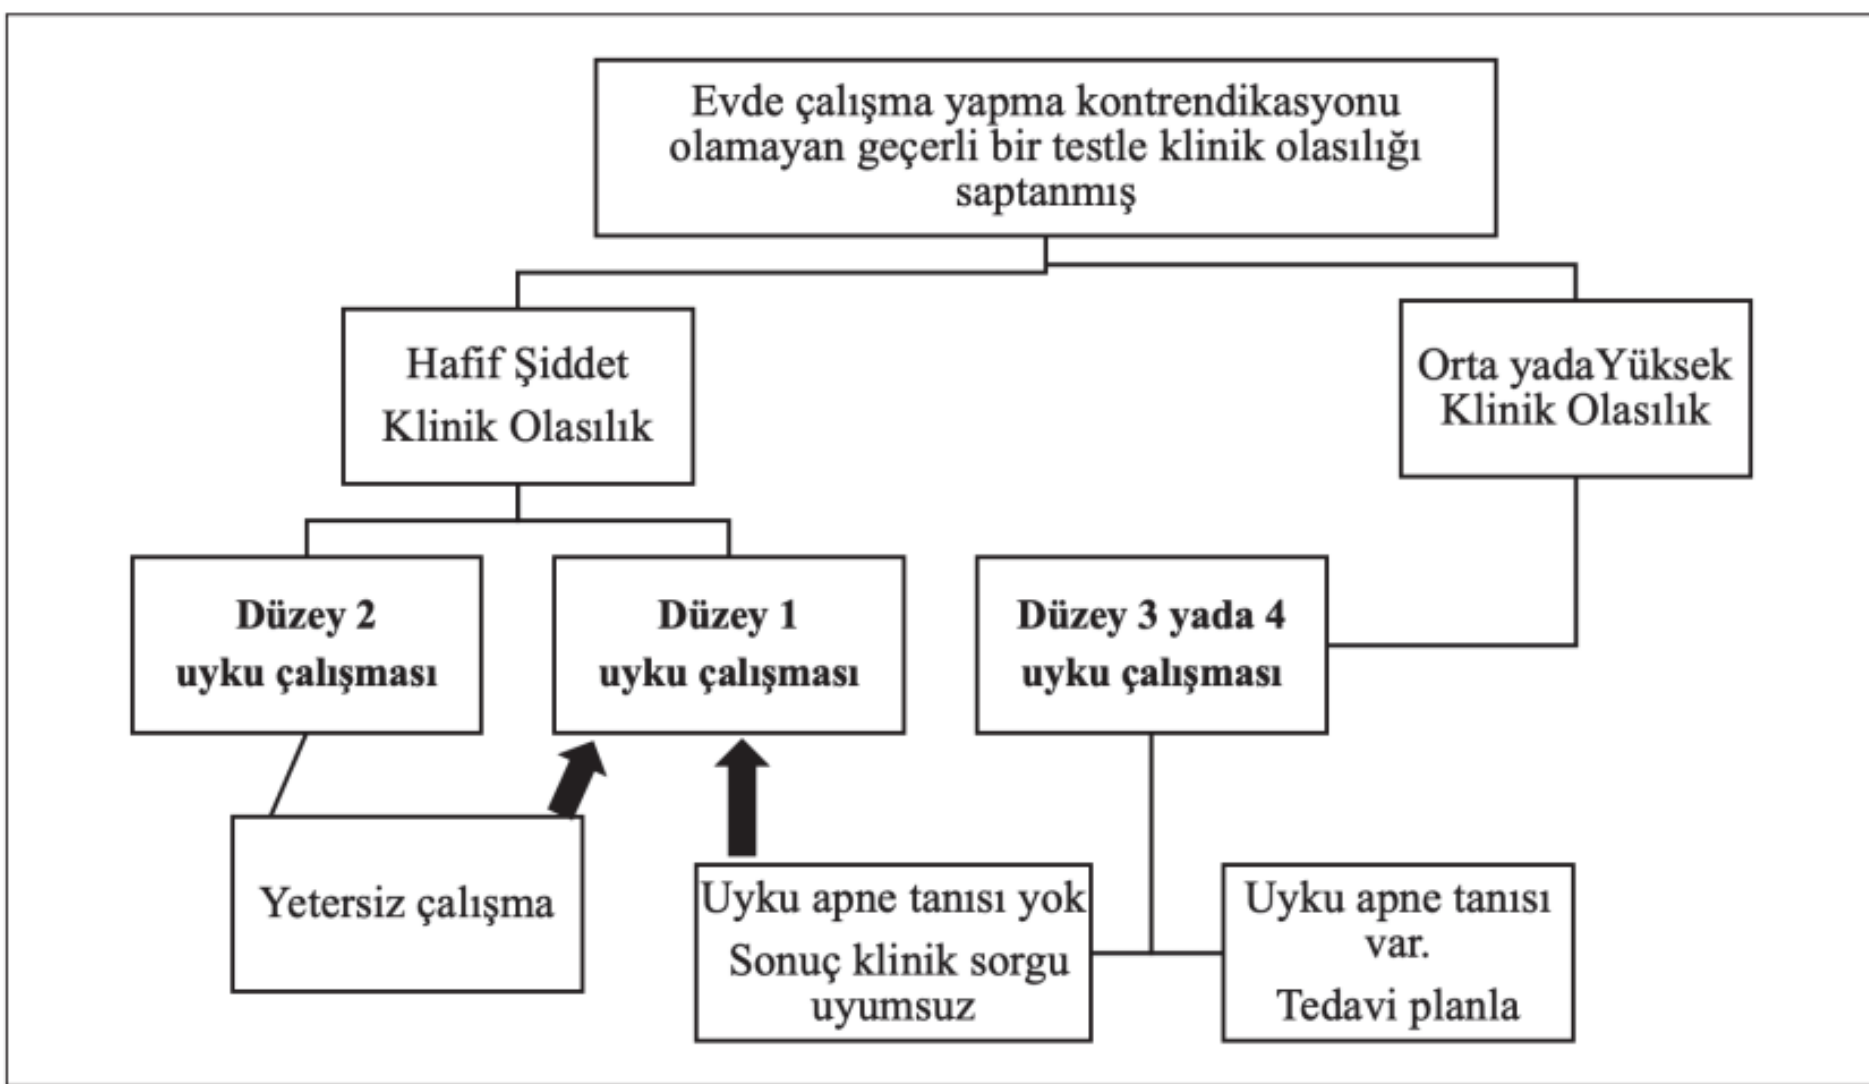 Evde çalışma yapma kontrendikasyonu
olamayan geçerli bir testle klinik olasılığı
saptanmış
Hafif Şiddet
Klinik Olasılık
Orta yadaYüksek
Klinik Olasılık
Düzey 2
uyku çalışması
Düzey 1
uyku çalışması
Düzey 3 yada 4
uyku çalışması
Yetersiz çalışma
Uyku apne tanısı yok
Sonuç klinik sorgu
uyumsuz
Uyku apne tanısı
var.
Tedavi planla